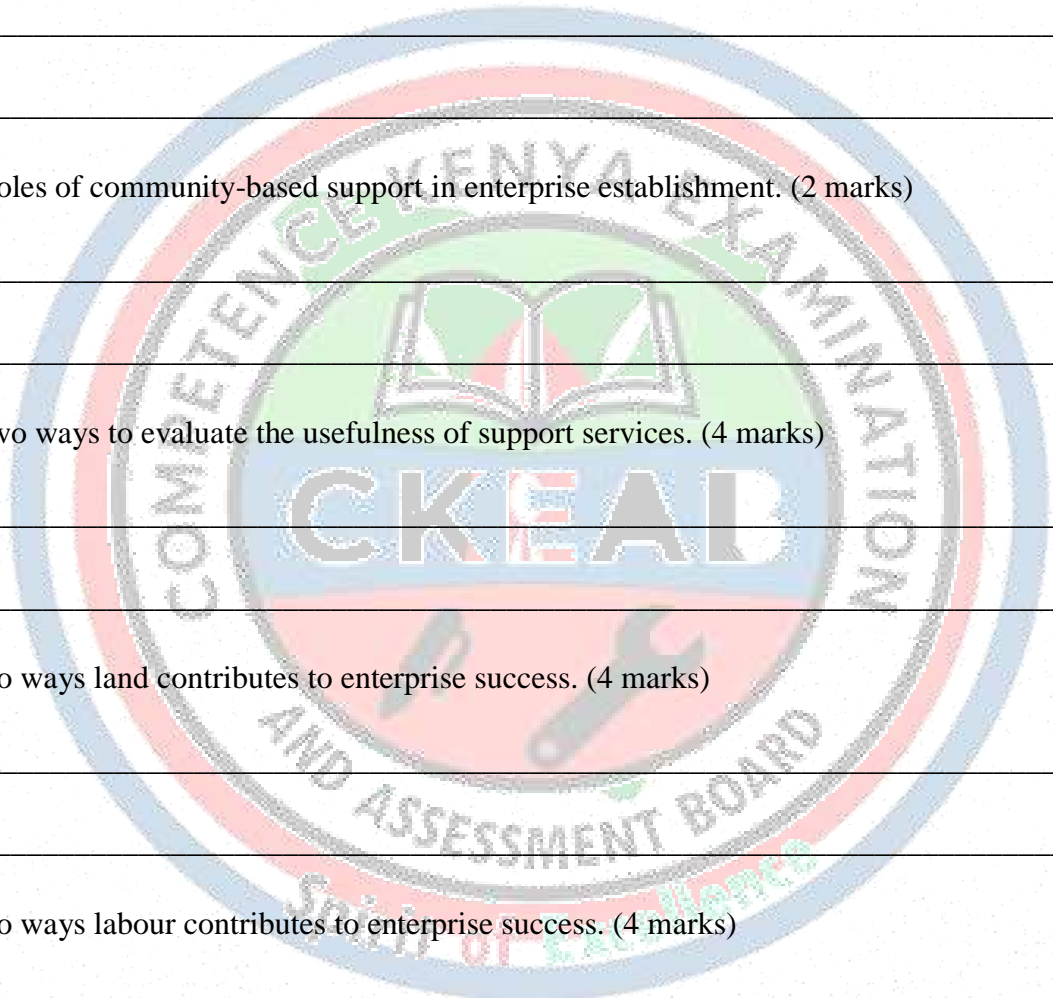 oles of community-based support in enterprise establishment. (2 marks)
wo ways to evaluate the usefulness of support services. (4 marks)
o ways land contributes to enterprise success. (4 marks)
o ways labour contributes to enterprise success. (4 marks)
COMPETENCE KENYA EXAMINATION
AND ASSESSMENT BOARD
CKEAB
Spirit of Excellence